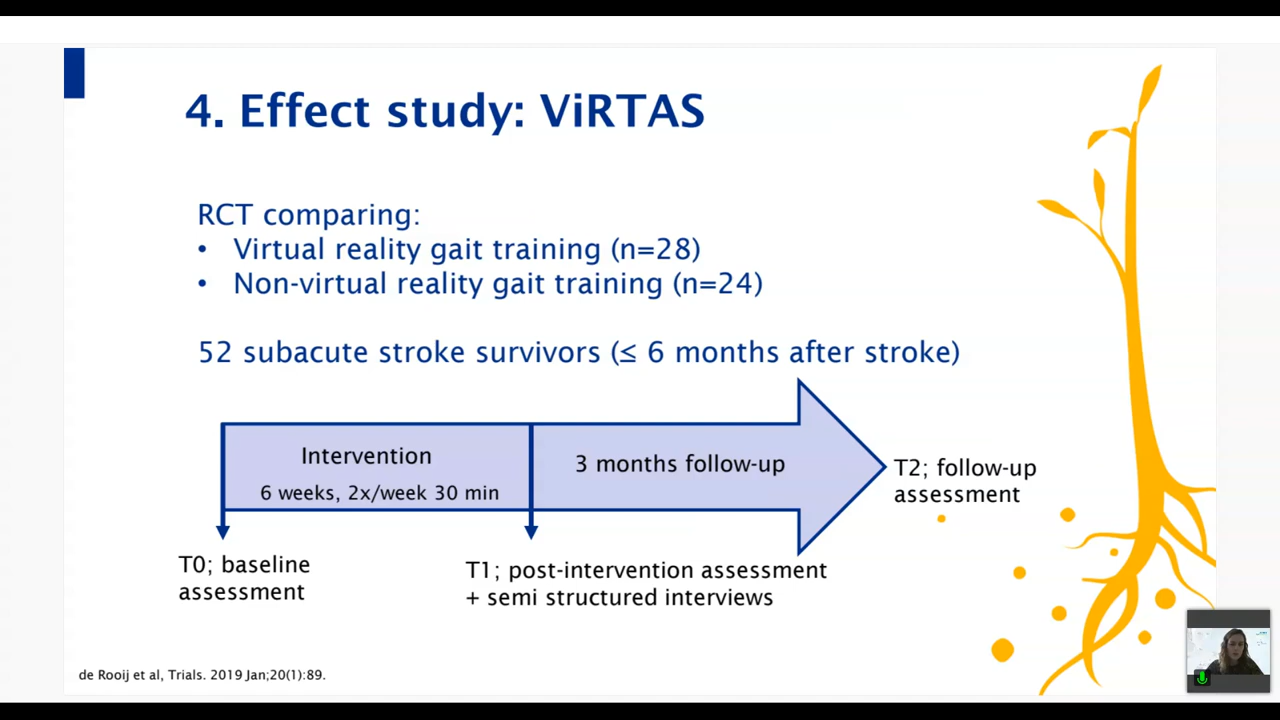 4. Effect study: ViRTAS
RCT comparing:
• Virtual reality gait training (n=28)
• Non-virtual reality gait training (n=24)
52 subacute stroke survivors (≤ 6 months after stroke)
Intervention
6 weeks, 2x/week 30 min
3 months follow-up
T2; follow-up
assessment
T0; baseline
assessment
T1; post-intervention assessment
+ semi structured interviews
de Rooij et al, Trials. 2019 Jan;20(1):89.